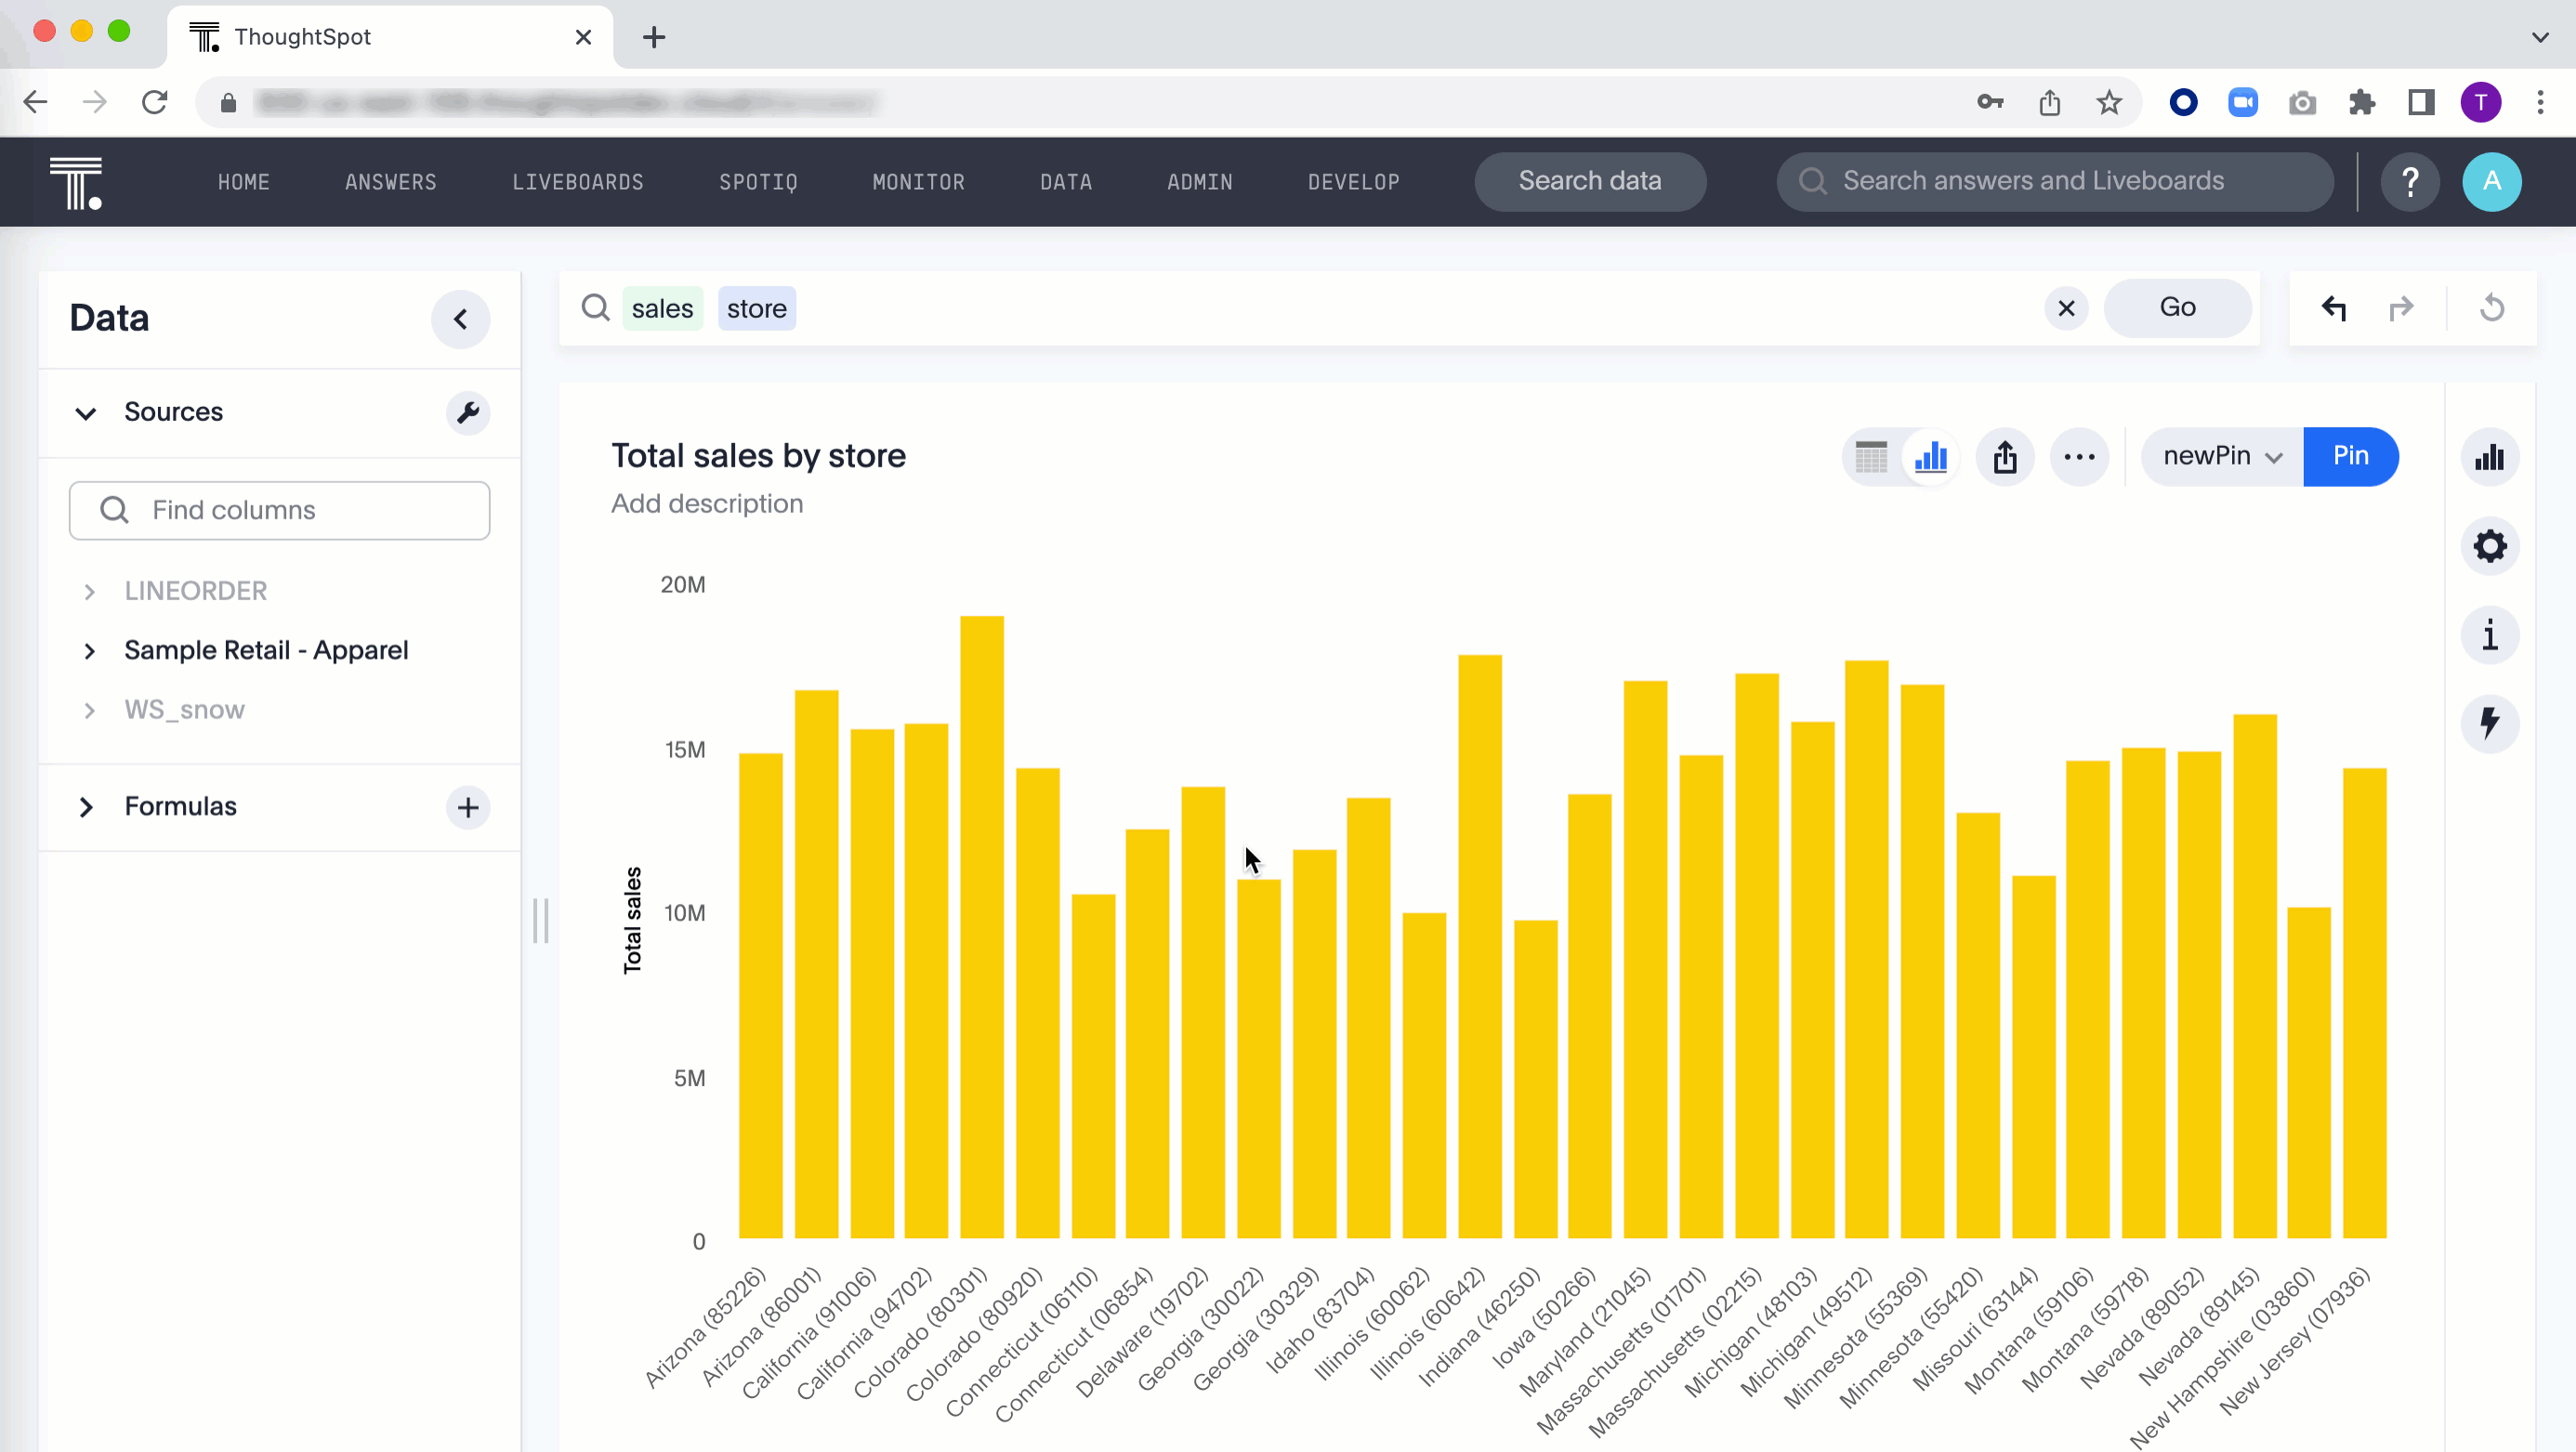 ThoughtSpot
T
HOME ANSWERS LIVEBOARDS SPOTIQ MONITOR DATA ADMIN DEVELOP Search data Search answers and Liveboards ? A
Data
sales store Go
Sources
Total sales by store
newPin Pin
Add description
Find columns
LINEORDER
Sample Retail - Apparel
WS_snow
Formulas
Total sales
20M
15M
10M
5M
0
Arizona (85226)
Arizona (86001)
California (91006)
California (94702)
Colorado (80301)
Colorado (80920)
Connecticut (06110)
Connecticut (06854)
Delaware (19702)
Georgia (30022)
Georgia (30329)
Idaho (83704)
Illinois (60062)
Illinois (60642)
Indiana (46250)
Iowa (50266)
Maryland (21045)
Massachusetts (01701)
Massachusetts (02215)
Michigan (48103)
Michigan (49512)
Minnesota (55369)
Minnesota (55420)
Missouri (63144)
Montana (59106)
Montana (59718)
Nevada (89052)
Nevada (89145)
New Hampshire (03860)
New Jersey (07936)